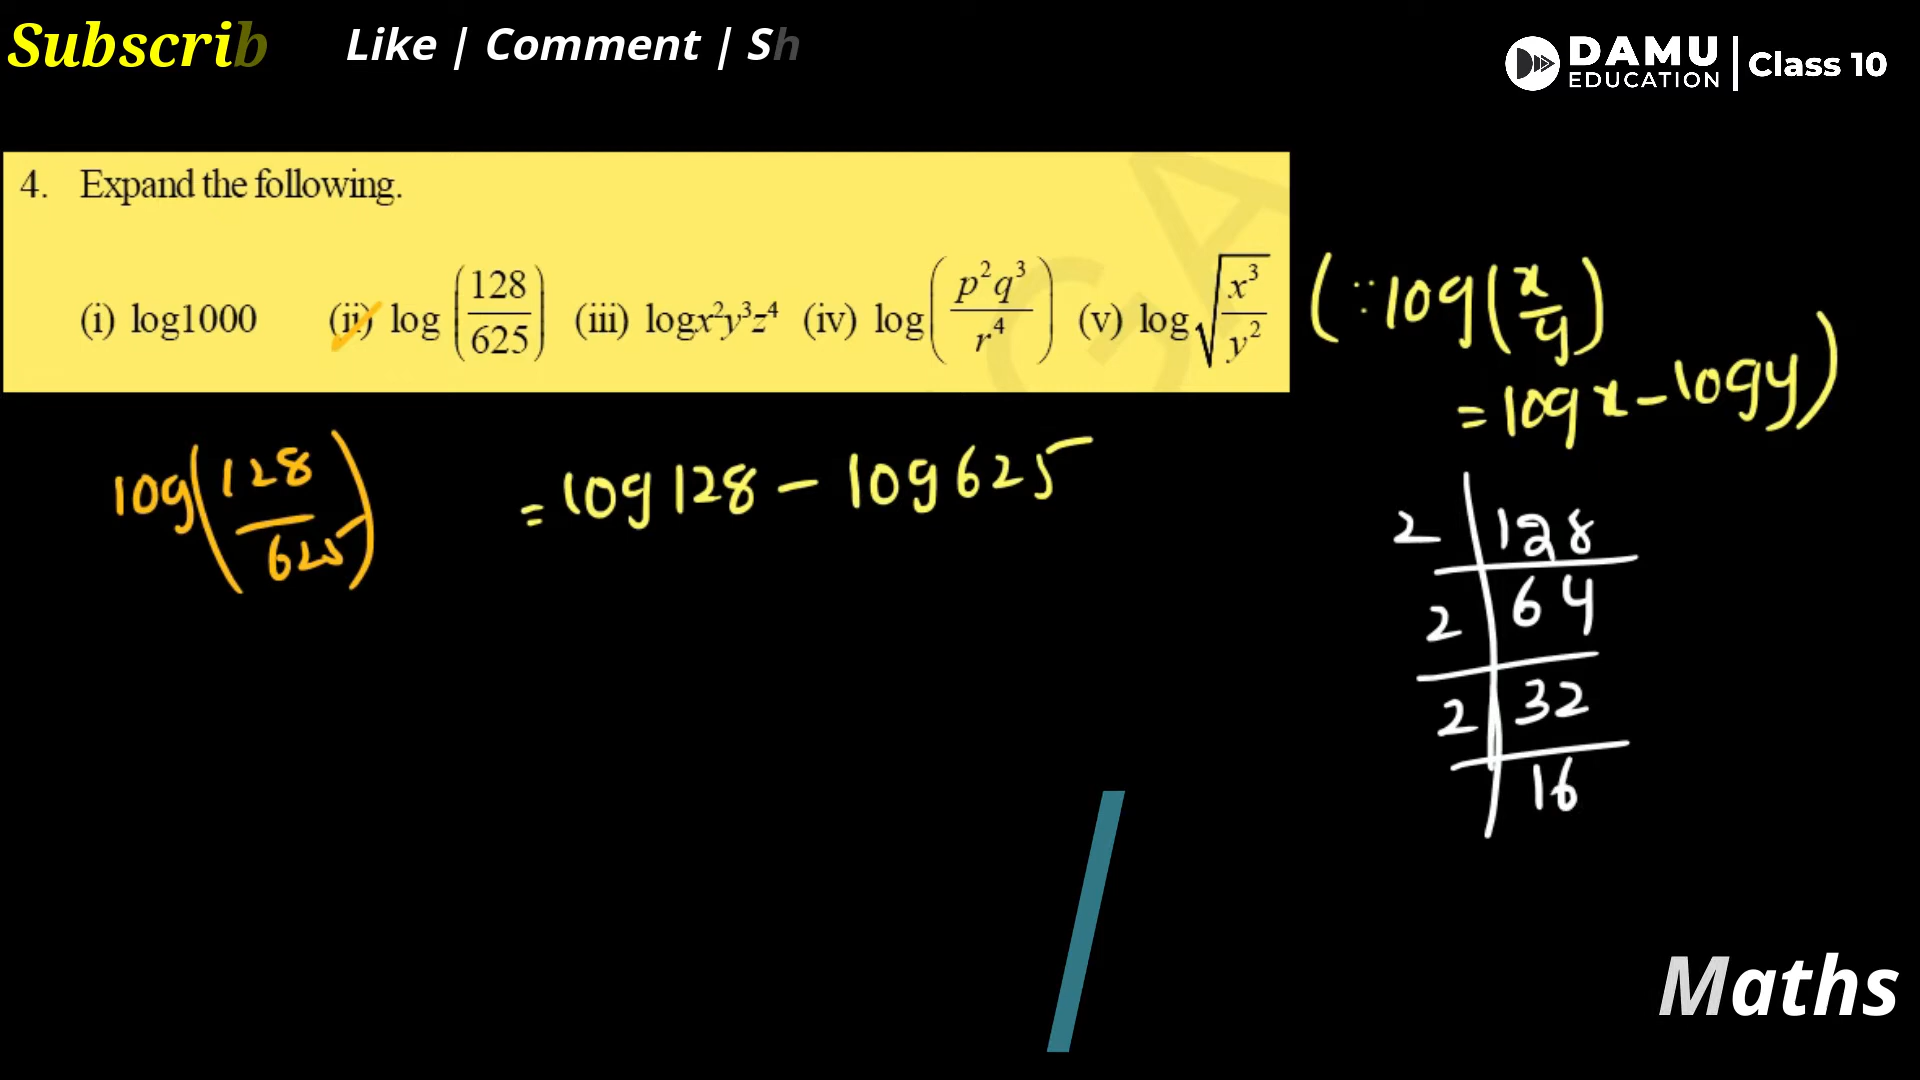 Subscrib Like | Comment | Sh
DAMU EDUCATION | Class 10
4. Expand the following.
(i) log1000 (ii) log (128/625) (iii) logx²y³z⁴ (iv) log (p²q³/r⁴) (v) log √(x³/y²)
(∵ log(x/y)
= log x - log y)
log(128/625) = log 128 - log 625
2 | 128
2 | 64
2 | 32
| 16
Maths